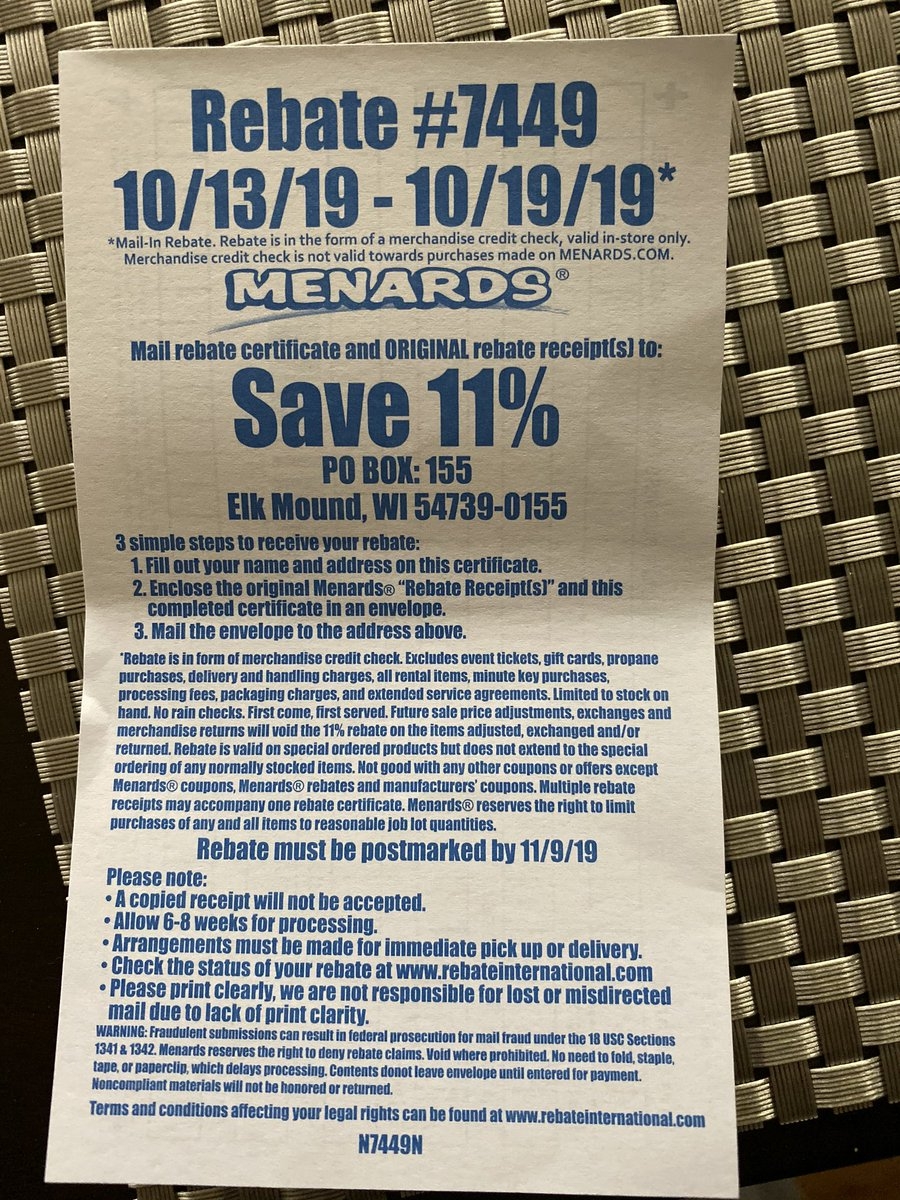 Rebate #7449
10/13/19 - 10/19/19*
*Mail-In Rebate. Rebate is in the form of a merchandise credit check, valid in-store only.
Merchandise credit check is not valid towards purchases made on MENARDS.COM.
MENARDS®
Mail rebate certificate and ORIGINAL rebate receipt(s) to:
Save 11%
PO BOX: 155
Elk Mound, WI 54739-0155
3 simple steps to receive your rebate:
1. Fill out your name and address on this certificate.
2. Enclose the original Menards® “Rebate Receipt(s)” and this
completed certificate in an envelope.
3. Mail the envelope to the address above.
*Rebate is in form of merchandise credit check. Excludes event tickets, gift cards, propane
purchases, delivery and handling charges, all rental items, minute key purchases,
processing fees, packaging charges, and extended service agreements. Limited to stock on
hand. No rain checks. First come, first served. Future sale price adjustments, exchanges and
merchandise returns will void the 11% rebate on the items adjusted, exchanged and/or
returned. Rebate is valid on special ordered products but does not extend to the special
ordering of any normally stocked items. Not good with any other coupons or offers except
Menards® coupons, Menards® rebates and manufacturers’ coupons. Multiple rebate
receipts may accompany one rebate certificate. Menards® reserves the right to limit
purchases of any and all items to reasonable job lot quantities.
Rebate must be postmarked by 11/9/19
Please note:
• A copied receipt will not be accepted.
• Allow 6-8 weeks for processing.
• Arrangements must be made for immediate pick up or delivery.
• Check the status of your rebate at www.rebateinternational.com
• Please print clearly, we are not responsible for lost or misdirected
mail due to lack of print clarity.
WARNING: Fraudulent submissions can result in federal prosecution for mail fraud under the 18 USC Sections
1341 & 1342. Menards reserves the right to deny rebate claims. Void where prohibited. No need to fold, staple,
tape, or paperclip, which delays processing. Contents donot leave envelope until entered for payment.
Noncompliant materials will not be honored or returned.
Terms and conditions affecting your legal rights can be found at www.rebateinternational.com
N7449N